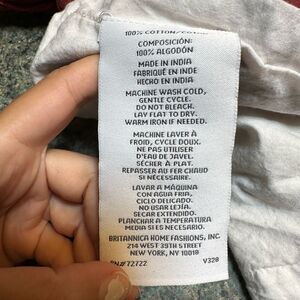 100% COTTON/COTON
COMPOSICIÓN:
100% ALGODÓN
MADE IN INDIA
FABRIQUÉ EN INDE
HECHO EN INDIA
MACHINE WASH COLD,
GENTLE CYCLE.
DO NOT BLEACH.
LAY FLAT TO DRY.
WARM IRON IF NEEDED.
MACHINE LAVER À
FROID, CYCLE DOUX.
NE PAS UTILISER
D'EAU DE JAVEL.
SÉCHER À PLAT.
REPASSER AU FER CHAUD
SI NÉCESSAIRE.
LAVAR A MÁQUINA
CON AGUA FRIA,
CICLO DELICADO.
NO USAR LEJÍA.
SECAR EXTENDIDO.
PLANCHAR A TEMPERATURA
MEDIA SI ES NECESARIO.
BRITANNICA HOME FASHIONS, INC.
214 WEST 39TH STREET
NEW YORK, NY 10018
RN#72722 V320